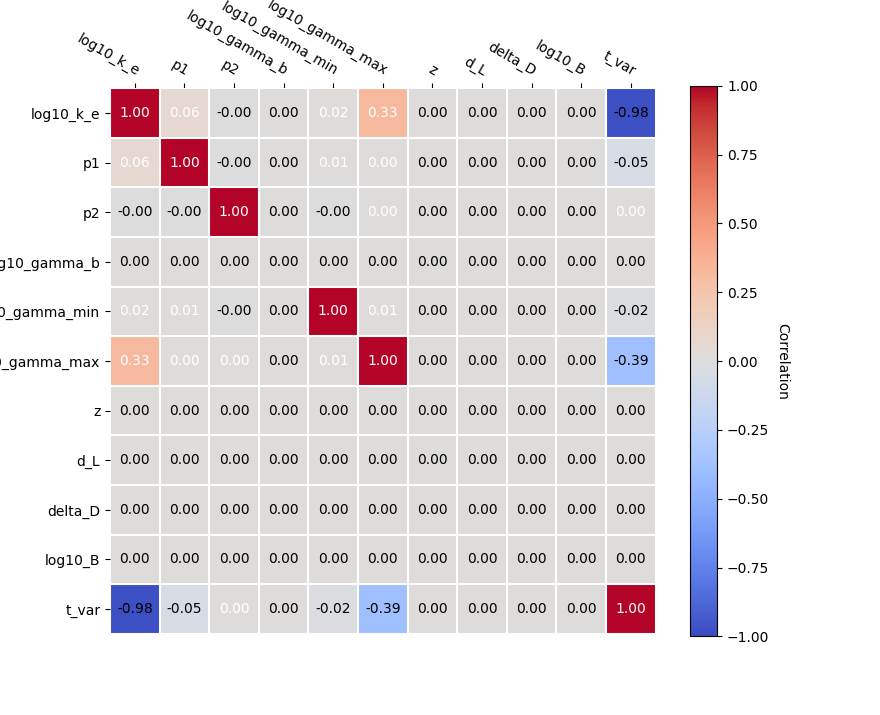 log10_k_e p1 p2 log10_gamma_b log10_gamma_min log10_gamma_max z d_L delta_D log10_B t_var
log10_k_e 1.00 0.06 -0.00 0.00 0.02 0.33 0.00 0.00 0.00 0.00 -0.98
p1 0.06 1.00 -0.00 0.00 0.01 0.00 0.00 0.00 0.00 0.00 -0.05
p2 -0.00 -0.00 1.00 0.00 -0.00 0.00 0.00 0.00 0.00 0.00 0.00
g10_gamma_b 0.00 0.00 0.00 0.00 0.00 0.00 0.00 0.00 0.00 0.00 0.00
0_gamma_min 0.02 0.01 -0.00 0.00 1.00 0.01 0.00 0.00 0.00 0.00 -0.02
0_gamma_max 0.33 0.00 0.00 0.00 0.01 1.00 0.00 0.00 0.00 0.00 -0.39
z 0.00 0.00 0.00 0.00 0.00 0.00 0.00 0.00 0.00 0.00 0.00
d_L 0.00 0.00 0.00 0.00 0.00 0.00 0.00 0.00 0.00 0.00 0.00
delta_D 0.00 0.00 0.00 0.00 0.00 0.00 0.00 0.00 0.00 0.00 0.00
log10_B 0.00 0.00 0.00 0.00 0.00 0.00 0.00 0.00 0.00 0.00 0.00
t_var -0.98 -0.05 0.00 0.00 -0.02 -0.39 0.00 0.00 0.00 0.00 1.00
1.00
0.75
0.50
0.25
0.00
−0.25
−0.50
−0.75
−1.00
Correlation